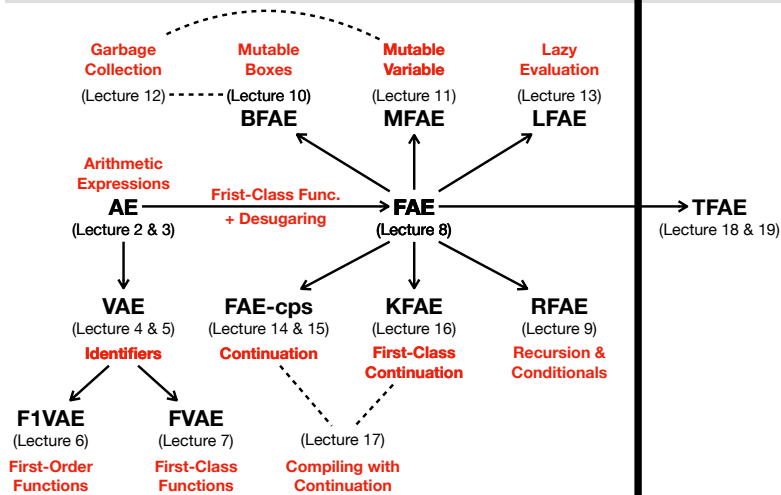 Garbage
Collection
(Lecture 12)
Mutable
Boxes
(Lecture 10)
BFAE
Mutable
Variable
(Lecture 11)
MFAE
Lazy
Evaluation
(Lecture 13)
LFAE
Arithmetic
Expressions
AE
(Lecture 2 & 3)
Frist-Class Func.
+ Desugaring
FAE
(Lecture 8)
TFAE
(Lecture 18 & 19)
VAE
(Lecture 4 & 5)
Identifiers
FAE-cps
(Lecture 14 & 15)
Continuation
KFAE
(Lecture 16)
First-Class
Continuation
RFAE
(Lecture 9)
Recursion &
Conditionals
F1VAE
(Lecture 6)
First-Order
Functions
FVAE
(Lecture 7)
First-Class
Functions
(Lecture 17)
Compiling with
Continuation